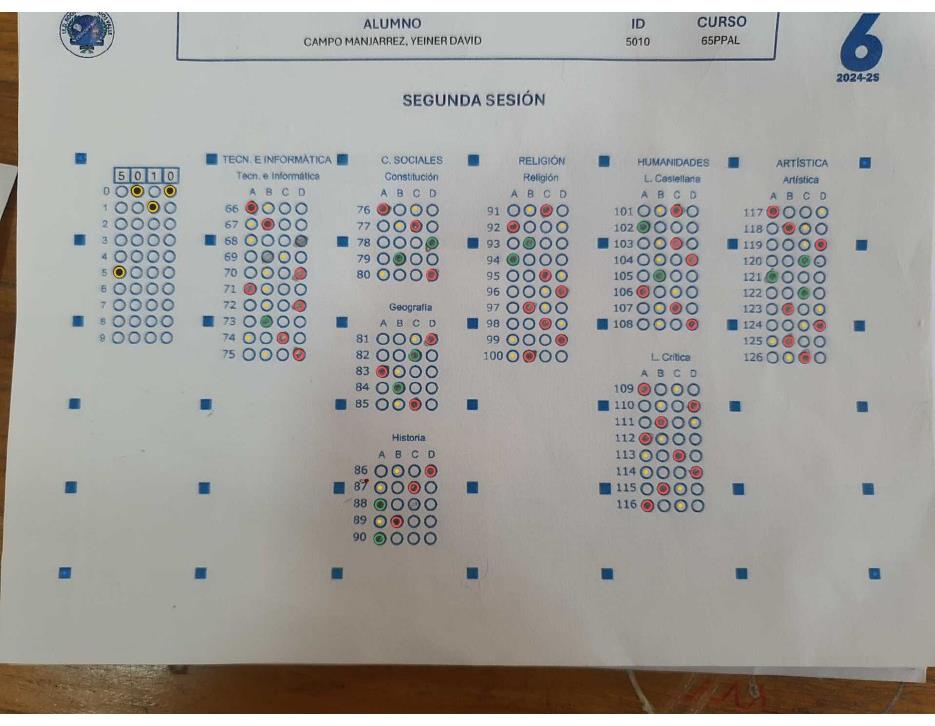 ALUMNO
CAMPO MANJARREZ, YEINER DAVID
ID
5010
CURSO
65PPAL
6
2024-2S
SEGUNDA SESIÓN
5 0 1 0
0
1
2
3
4
5
6
7
8
9
TECN. E INFORMÁTICA
Tecn. e Informática
A B C D
66
67
68
69
70
71
72
73
74
75
C. SOCIALES
Constitución
A B C D
76
77
78
79
80
Geografía
A B C D
81
82
83
84
85
Historia
A B C D
86
87
88
89
90
RELIGIÓN
Religión
A B C D
91
92
93
94
95
96
97
98
99
100
HUMANIDADES
L. Castellana
A B C D
101
102
103
104
105
106
107
108
L. Crítica
A B C D
109
110
111
112
113
114
115
116
ARTÍSTICA
Artística
A B C D
117
118
119
120
121
122
123
124
125
126